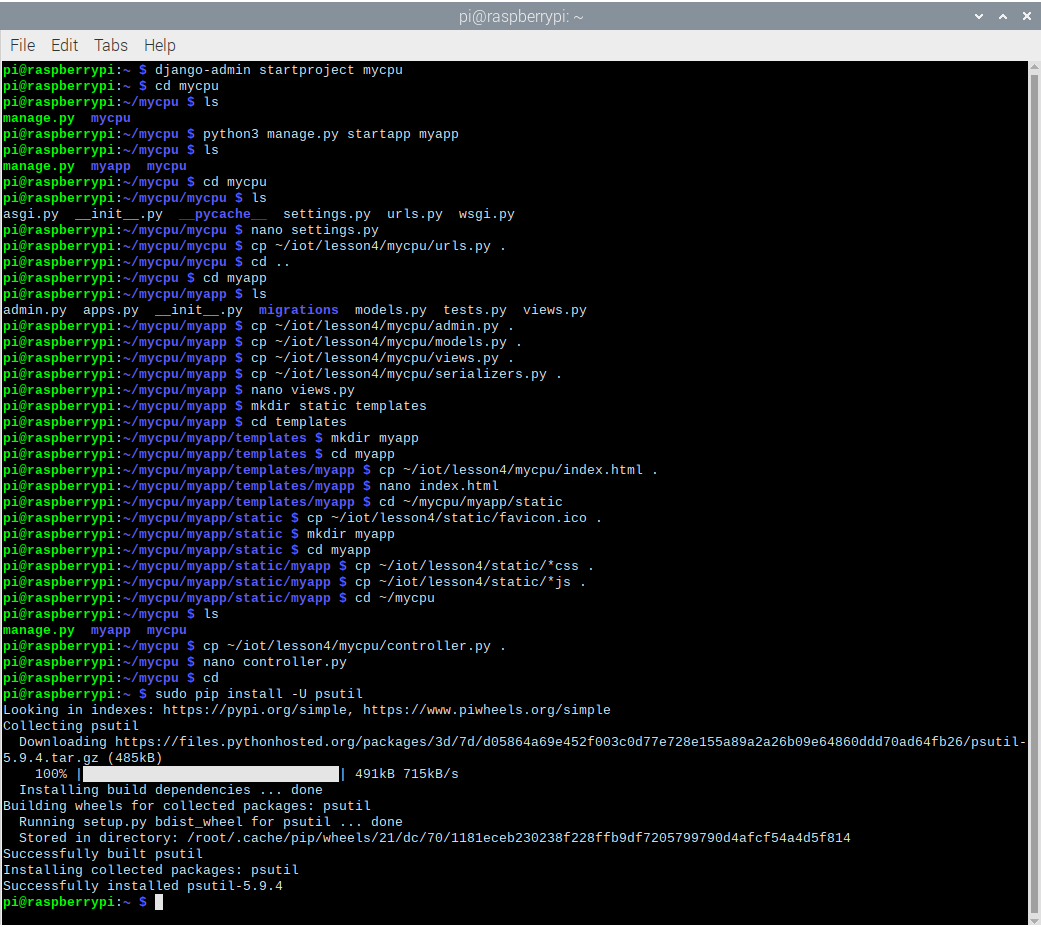 pi@raspberrypi: ~
File Edit Tabs Help
pi@raspberrypi:~ $ django-admin startproject mycpu
pi@raspberrypi:~ $ cd mycpu
pi@raspberrypi:~/mycpu $ ls
manage.py  mycpu
pi@raspberrypi:~/mycpu $ python3 manage.py startapp myapp
pi@raspberrypi:~/mycpu $ ls
manage.py  myapp  mycpu
pi@raspberrypi:~/mycpu $ cd mycpu
pi@raspberrypi:~/mycpu/mycpu $ ls
asgi.py  __init__.py  __pycache__  settings.py  urls.py  wsgi.py
pi@raspberrypi:~/mycpu/mycpu $ nano settings.py
pi@raspberrypi:~/mycpu/mycpu $ cp ~/iot/lesson4/mycpu/urls.py .
pi@raspberrypi:~/mycpu/mycpu $ cd ..
pi@raspberrypi:~/mycpu $ cd myapp
pi@raspberrypi:~/mycpu/myapp $ ls
admin.py  apps.py  __init__.py  migrations  models.py  tests.py  views.py
pi@raspberrypi:~/mycpu/myapp $ cp ~/iot/lesson4/mycpu/admin.py .
pi@raspberrypi:~/mycpu/myapp $ cp ~/iot/lesson4/mycpu/models.py .
pi@raspberrypi:~/mycpu/myapp $ cp ~/iot/lesson4/mycpu/views.py .
pi@raspberrypi:~/mycpu/myapp $ cp ~/iot/lesson4/mycpu/serializers.py .
pi@raspberrypi:~/mycpu/myapp $ nano views.py
pi@raspberrypi:~/mycpu/myapp $ mkdir static templates
pi@raspberrypi:~/mycpu/myapp $ cd templates
pi@raspberrypi:~/mycpu/myapp/templates $ mkdir myapp
pi@raspberrypi:~/mycpu/myapp/templates $ cd myapp
pi@raspberrypi:~/mycpu/myapp/templates/myapp $ cp ~/iot/lesson4/mycpu/index.html .
pi@raspberrypi:~/mycpu/myapp/templates/myapp $ nano index.html
pi@raspberrypi:~/mycpu/myapp/templates/myapp $ cd ~/mycpu/myapp/static
pi@raspberrypi:~/mycpu/myapp/static $ cp ~/iot/lesson4/static/favicon.ico .
pi@raspberrypi:~/mycpu/myapp/static $ mkdir myapp
pi@raspberrypi:~/mycpu/myapp/static $ cd myapp
pi@raspberrypi:~/mycpu/myapp/static/myapp $ cp ~/iot/lesson4/static/*css .
pi@raspberrypi:~/mycpu/myapp/static/myapp $ cp ~/iot/lesson4/static/*js .
pi@raspberrypi:~/mycpu/myapp/static/myapp $ cd ~/mycpu
pi@raspberrypi:~/mycpu $ ls
manage.py  myapp  mycpu
pi@raspberrypi:~/mycpu $ cp ~/iot/lesson4/mycpu/controller.py .
pi@raspberrypi:~/mycpu $ nano controller.py
pi@raspberrypi:~/mycpu $ cd
pi@raspberrypi:~ $ sudo pip install -U psutil
Looking in indexes: https://pypi.org/simple, https://www.piwheels.org/simple
Collecting psutil
  Downloading https://files.pythonhosted.org/packages/3d/7d/d05864a69e452f003c0d77e728e155a89a2a26b09e64860ddd70ad64fb26/psutil-
5.9.4.tar.gz (485kB)
    100% |████████████████████████████████| 491kB 715kB/s
  Installing build dependencies ... done
Building wheels for collected packages: psutil
  Running setup.py bdist_wheel for psutil ... done
  Stored in directory: /root/.cache/pip/wheels/21/dc/70/1181eceb230238f228ffb9df7205799790d4afcf54a4d5f814
Successfully built psutil
Installing collected packages: psutil
Successfully installed psutil-5.9.4
pi@raspberrypi:~ $